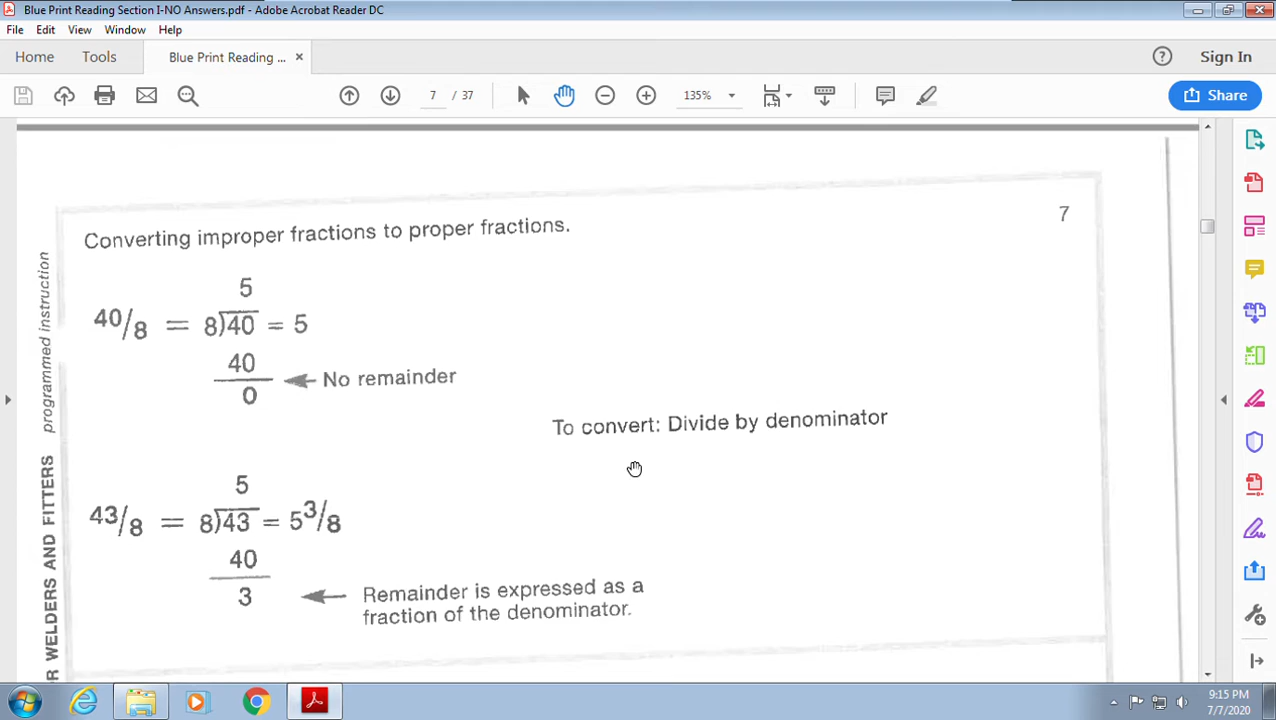 Blue Print Reading Section I-NO Answers.pdf - Adobe Acrobat Reader DC
File Edit View Window Help
Home Tools Blue Print Reading ... ×
? Sign In
7 / 37 135% Share
7
Converting improper fractions to proper fractions.
5
40/8 = 8)40 = 5
40
No remainder
0
To convert: Divide by denominator
5
43/8 = 8)43 = 5 3/8
40
3
Remainder is expressed as a
fraction of the denominator.
R WELDERS AND FITTERS programmed instruction
9:15 PM
7/7/2020